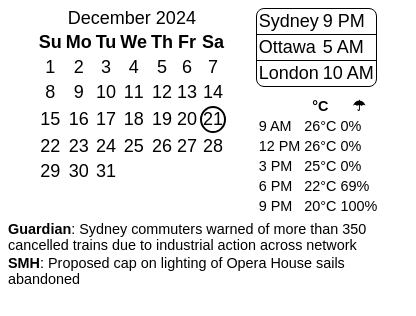 December 2024
Su Mo Tu We Th Fr Sa
1 2 3 4 5 6 7
8 9 10 11 12 13 14
15 16 17 18 19 20 21
22 23 24 25 26 27 28
29 30 31
Sydney 9 PM
Ottawa 5 AM
London 10 AM
°C ☂
9 AM 26°C 0%
12 PM 26°C 0%
3 PM 25°C 0%
6 PM 22°C 69%
9 PM 20°C 100%
Guardian: Sydney commuters warned of more than 350
cancelled trains due to industrial action across network
SMH: Proposed cap on lighting of Opera House sails
abandoned